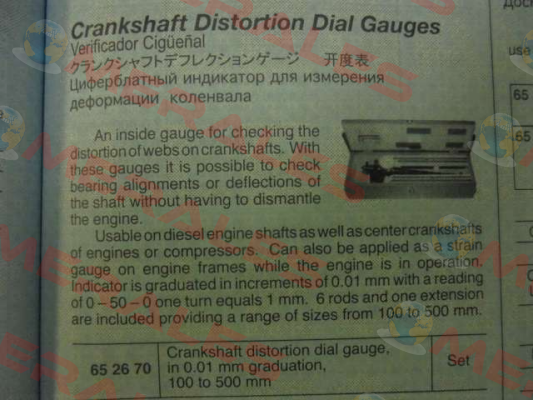 Crankshaft Distortion Dial Gauges
Verificador Cigüeñal
クランクシャフトデフレクションゲージ 开度表
Циферблатный индикатор для измерения
деформации коленвала
An inside gauge for checking the
distortion of webs on crankshafts. With
these gauges it is possible to check
bearing alignments or deflections of
the shaft without having to dismantle
the engine.
Usable on diesel engine shafts as well as center crankshafts
of engines or compressors. Can also be applied as a strain
gauge on engine frames while the engine is in operation.
Indicator is graduated in increments of 0.01 mm with a reading
of 0 – 50 – 0 one turn equals 1 mm. 6 rods and one extension
are included providing a range of sizes from 100 to 500 mm.
65 26 70
Crankshaft distortion dial gauge,
in 0.01 mm graduation,
100 to 500 mm
Set
use
65
65
MERALES